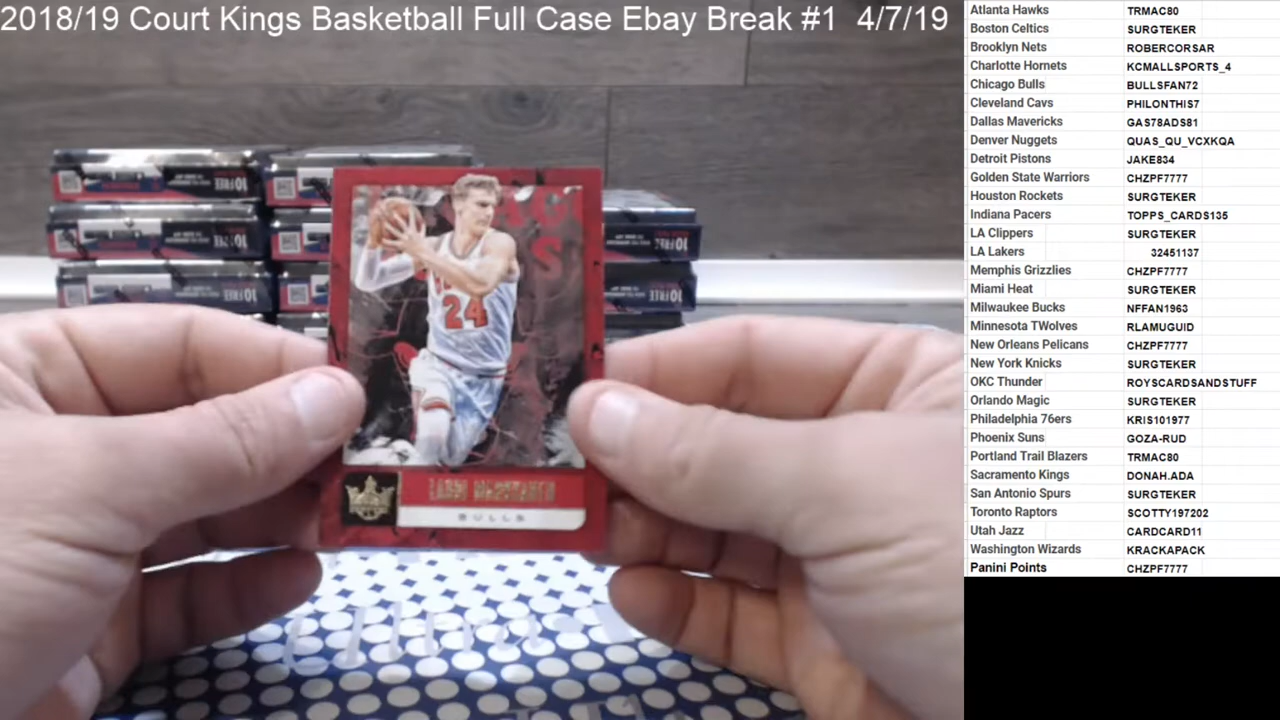 2018/19 Court Kings Basketball Full Case Ebay Break #1 4/7/19
Atlanta Hawks TRMAC80
Boston Celtics SURGTEKER
Brooklyn Nets ROBERCORSAR
Charlotte Hornets KCMALLSPORTS_4
Chicago Bulls BULLSFAN72
Cleveland Cavs PHILONTHIS7
Dallas Mavericks GAS78ADS81
Denver Nuggets QUAS_QU_VCXKQA
Detroit Pistons JAKE834
Golden State Warriors CHZPF7777
Houston Rockets SURGTEKER
Indiana Pacers TOPPS_CARDS135
LA Clippers SURGTEKER
LA Lakers 32451137
Memphis Grizzlies CHZPF7777
Miami Heat SURGTEKER
Milwaukee Bucks NFFAN1963
Minnesota TWolves RLAMUGUID
New Orleans Pelicans CHZPF7777
New York Knicks SURGTEKER
OKC Thunder ROYSCARDSANDSTUFF
Orlando Magic SURGTEKER
Philadelphia 76ers KRIS101977
Phoenix Suns GOZA-RUD
Portland Trail Blazers TRMAC80
Sacramento Kings DONAH.ADA
San Antonio Spurs SURGTEKER
Toronto Raptors SCOTTY197202
Utah Jazz CARDCARD11
Washington Wizards KRACKAPACK
Panini Points CHZPF7777
24
LAURI MARKKANEN
BULLS